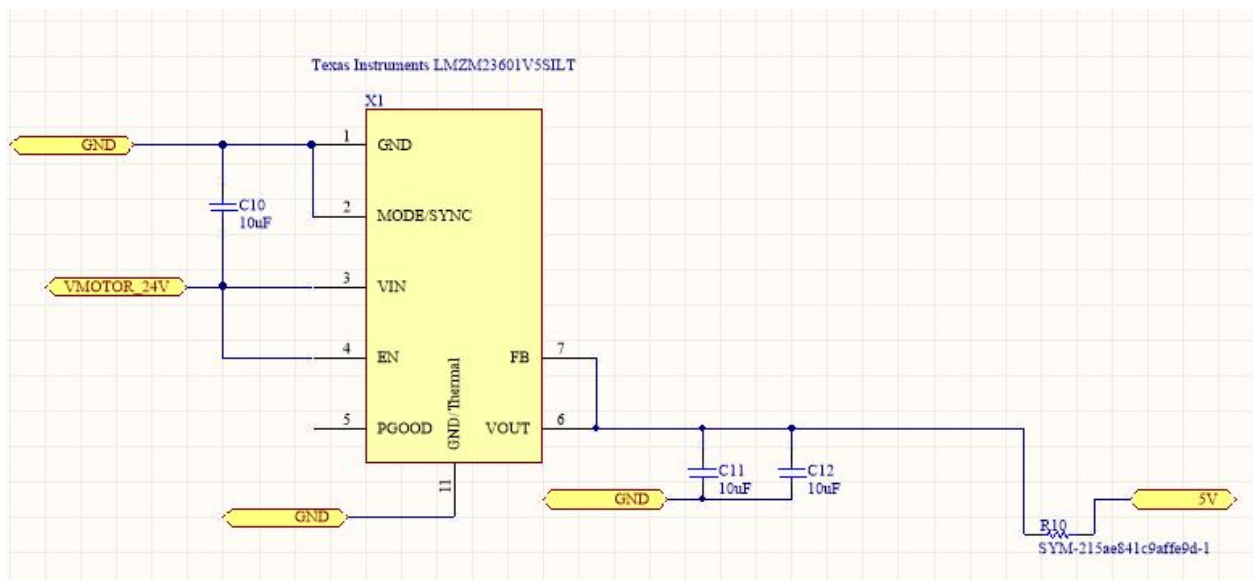 Texas Instruments LMZM23601V5SILT
X1
GND
1
GND
2
MODE/SYNC
C10
10uF
VMOTOR_24V
3
VIN
4
EN
FB
7
5
PGOOD
GND/Thermal
VOUT
6
11
C11
10uF
C12
10uF
GND
GND
5V
R10
SYM-215ae841c9affe9d-1